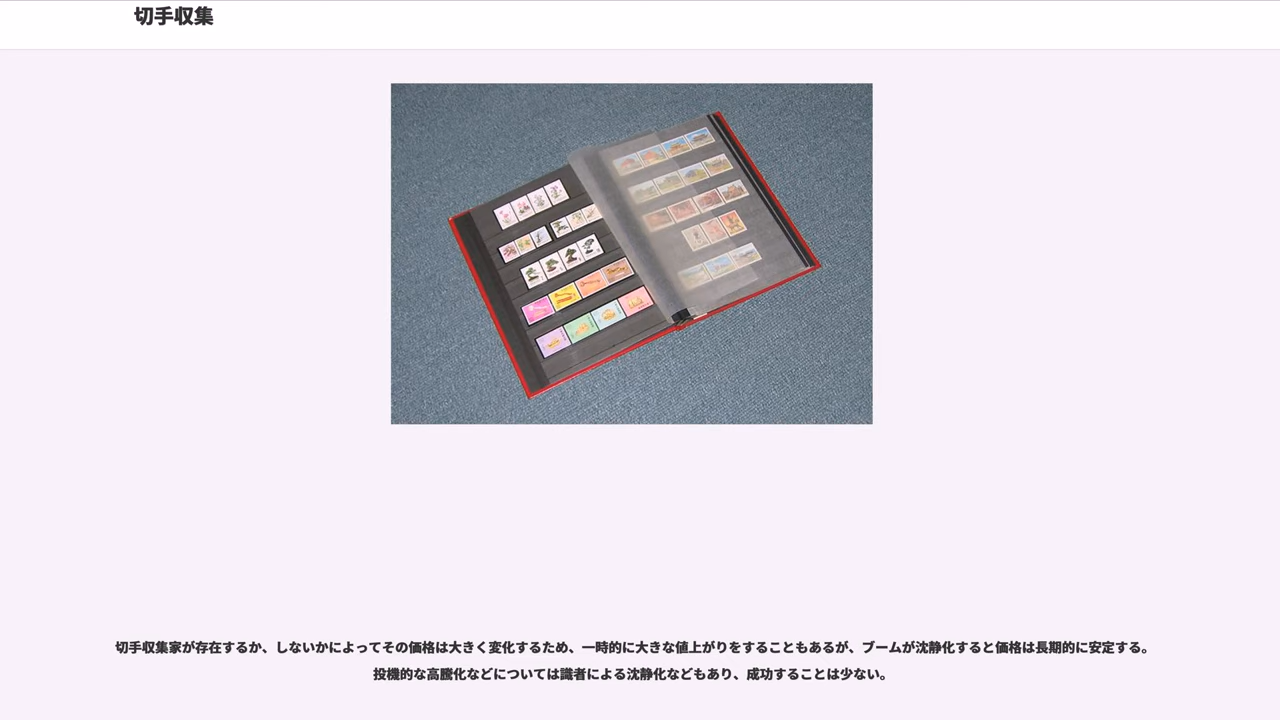 切手収集
切手収集家が存在するか、しないかによってその価格は大きく変化するため、一時的に大きな値上がりをすることもあるが、ブームが沈静化すると価格は長期的に安定する。
投機的な高騰化などについては識者による沈静化などもあり、成功することは少ない。